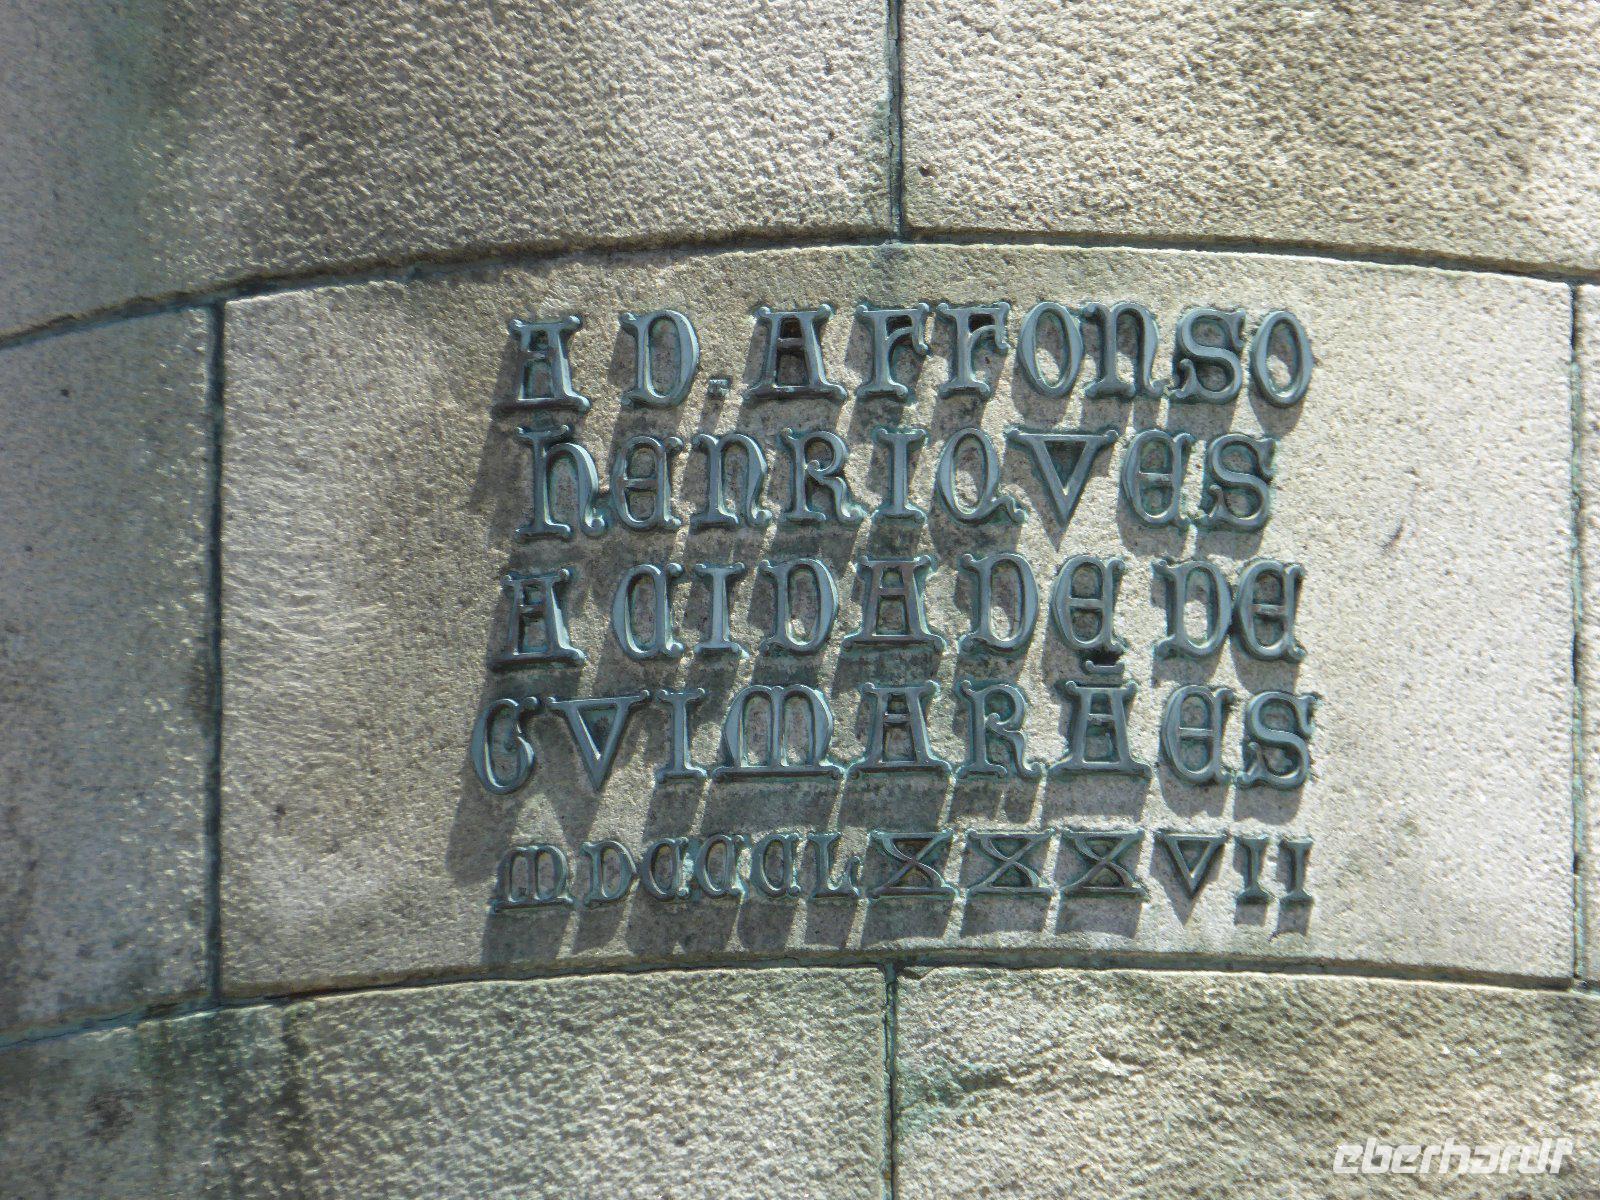 A D. AFFONSO
HENRIQVES
A CIDADE DE
GVIMARÃES
MDCCCLXXXVII
eberhardt